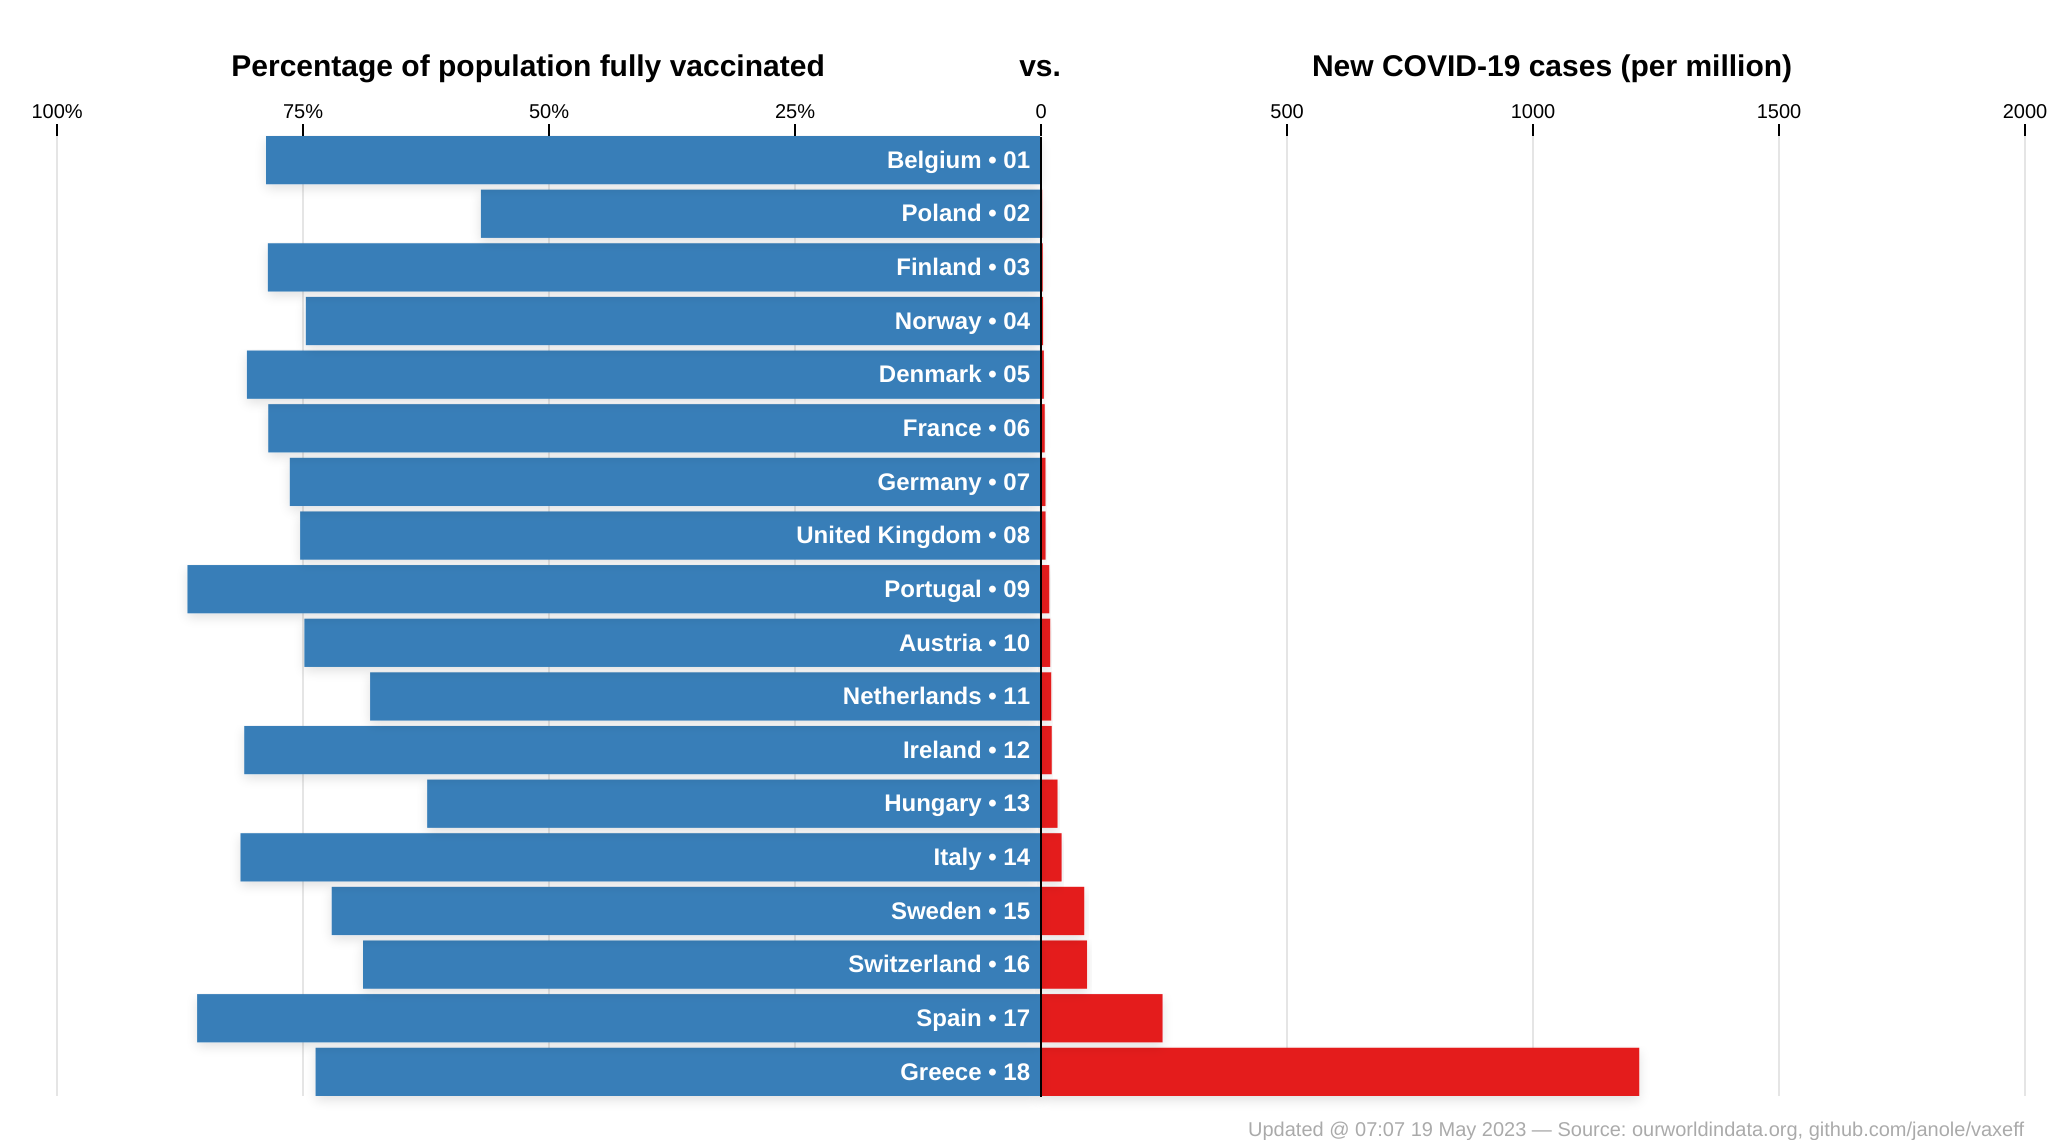 Percentage of population fully vaccinated vs. New COVID-19 cases (per million)
100% 75% 50% 25% 0 500 1000 1500 2000
Belgium • 01
Poland • 02
Finland • 03
Norway • 04
Denmark • 05
France • 06
Germany • 07
United Kingdom • 08
Portugal • 09
Austria • 10
Netherlands • 11
Ireland • 12
Hungary • 13
Italy • 14
Sweden • 15
Switzerland • 16
Spain • 17
Greece • 18
Updated @ 07:07 19 May 2023 — Source: ourworldindata.org, github.com/janole/vaxeff